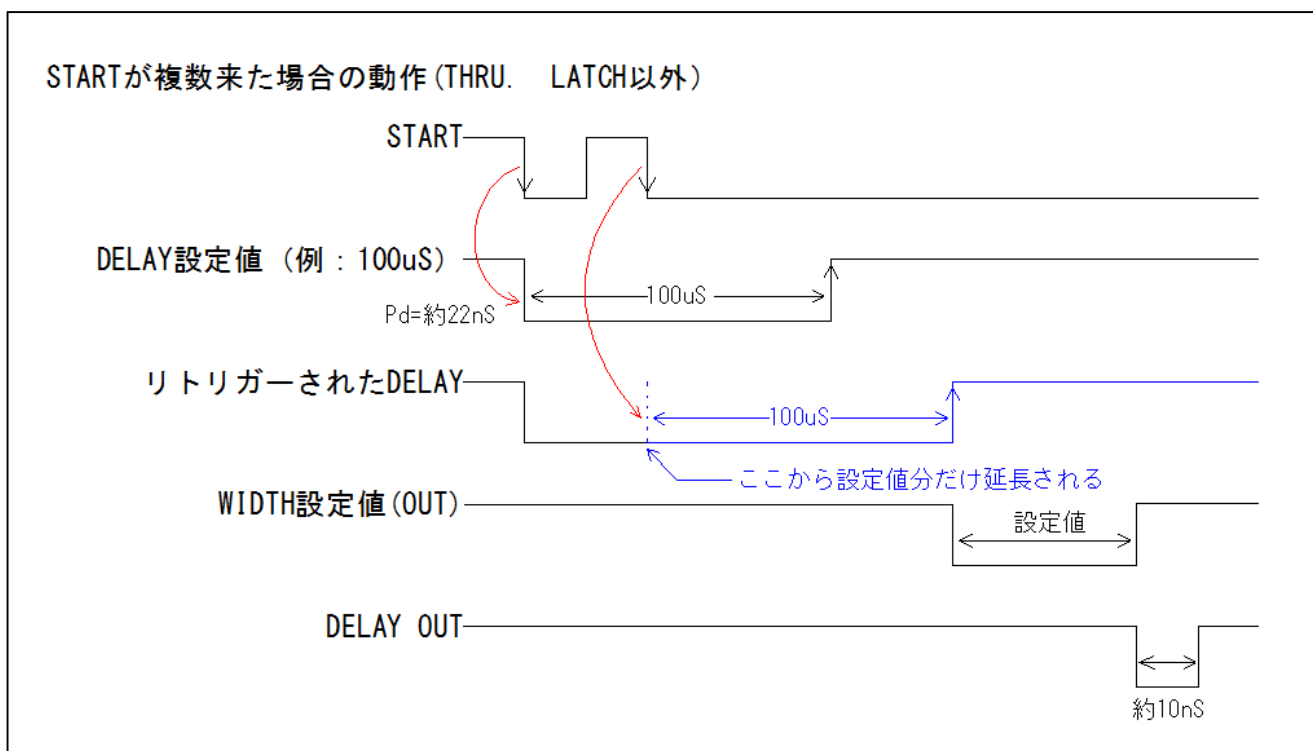 STARTが複数来た場合の動作(THRU. LATCH以外)
START
DELAY設定値 (例:100uS)
100uS
Pd=約22nS
リトリガーされたDELAY
100uS
ここから設定値分だけ延長される
WIDTH設定値(OUT)
設定値
DELAY OUT
約10nS